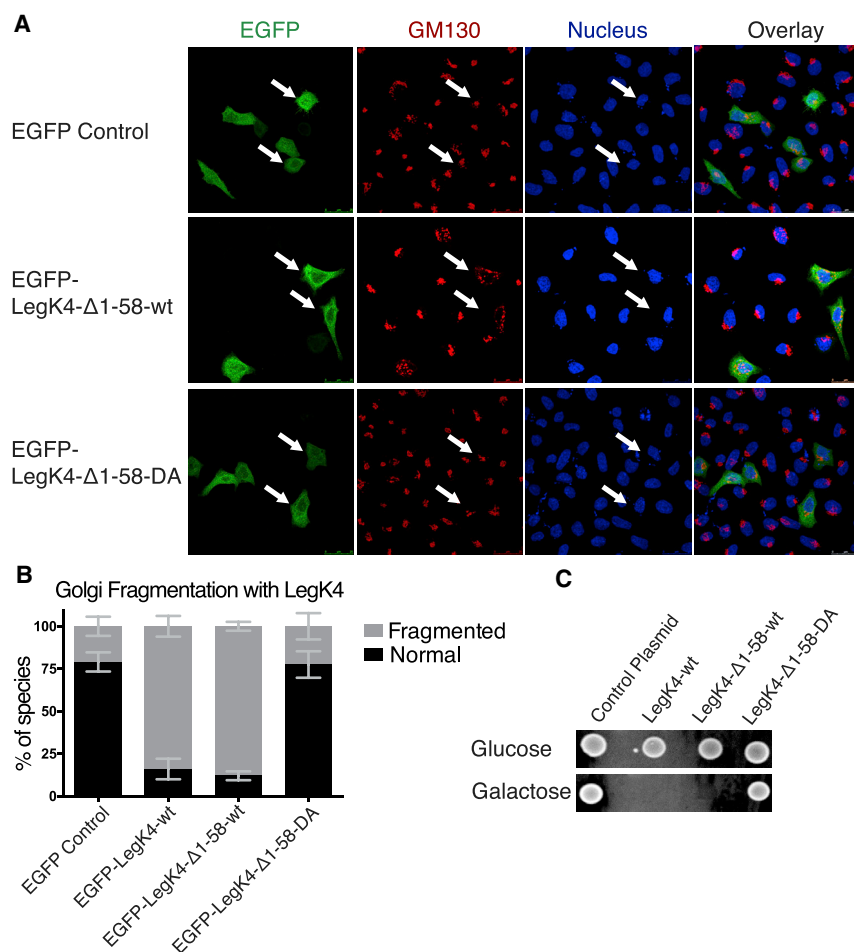 A
EGFP
GM130
Nucleus
Overlay
EGFP Control
EGFP-
LegK4-Δ1-58-wt
EGFP-
LegK4-Δ1-58-DA
B
Golgi Fragmentation with LegK4
% of species
100
75
50
25
0
Fragmented
Normal
EGFP Control
EGFP-LegK4-wt
EGFP-LegK4-Δ1-58-wt
EGFP-LegK4-Δ1-58-DA
C
Control Plasmid
LegK4-wt
LegK4-Δ1-58-wt
LegK4-Δ1-58-DA
Glucose
Galactose